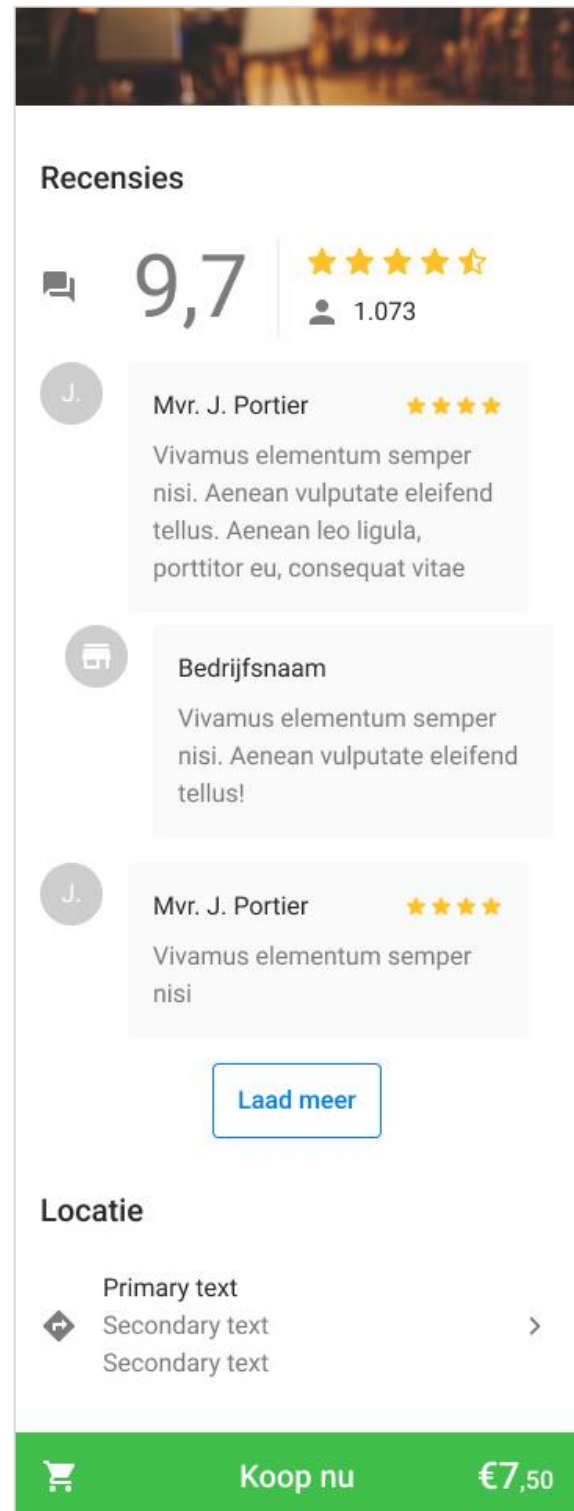 Recensies
9,7
1.073
J.
Mvr. J. Portier
Vivamus elementum semper
nisi. Aenean vulputate eleifend
tellus. Aenean leo ligula,
porttitor eu, consequat vitae
Bedrijfsnaam
Vivamus elementum semper
nisi. Aenean vulputate eleifend
tellus!
J.
Mvr. J. Portier
Vivamus elementum semper
nisi
Laad meer
Locatie
Primary text
Secondary text
Secondary text
Koop nu €7,50